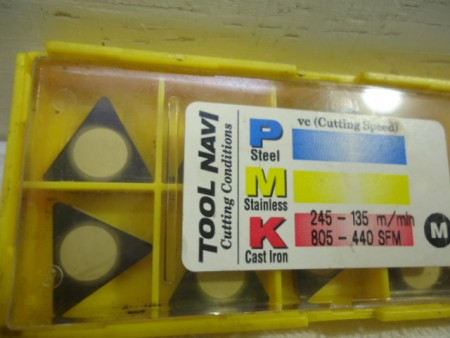 TOOL NAVI
Cutting Conditions
vc (Cutting Speed)
P
Steel
M
Stainless
K
Cast Iron
245 - 135 m/min
805 - 440 SFM
M